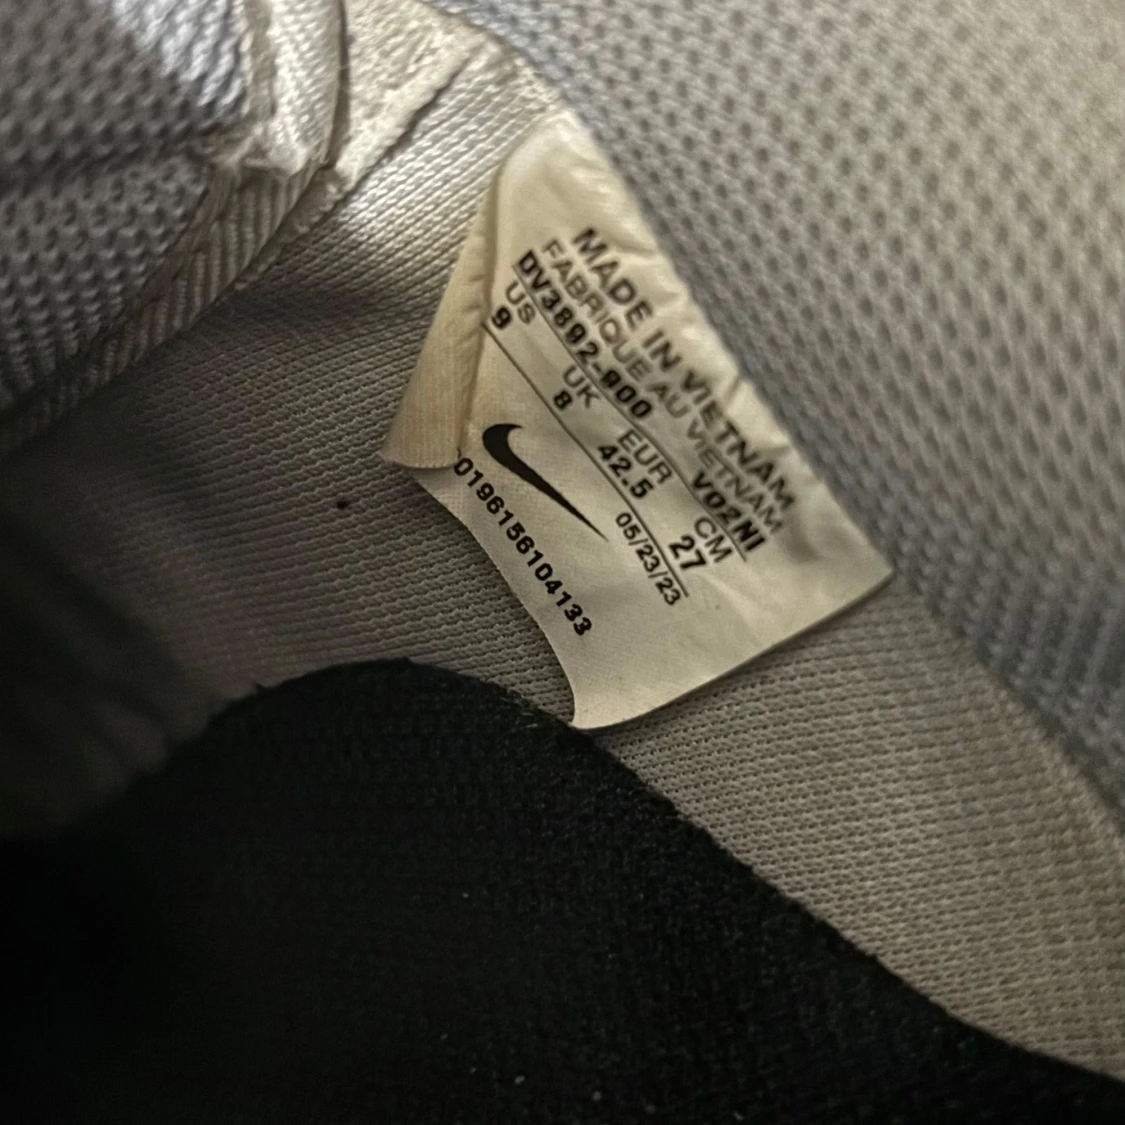 MADE IN VIETNAM
FABRIQUE AU VIETNAM
DV3892-900 VDZNI
US UK EUR CM
9 8 42.5 27
05/23/23
0196156104133